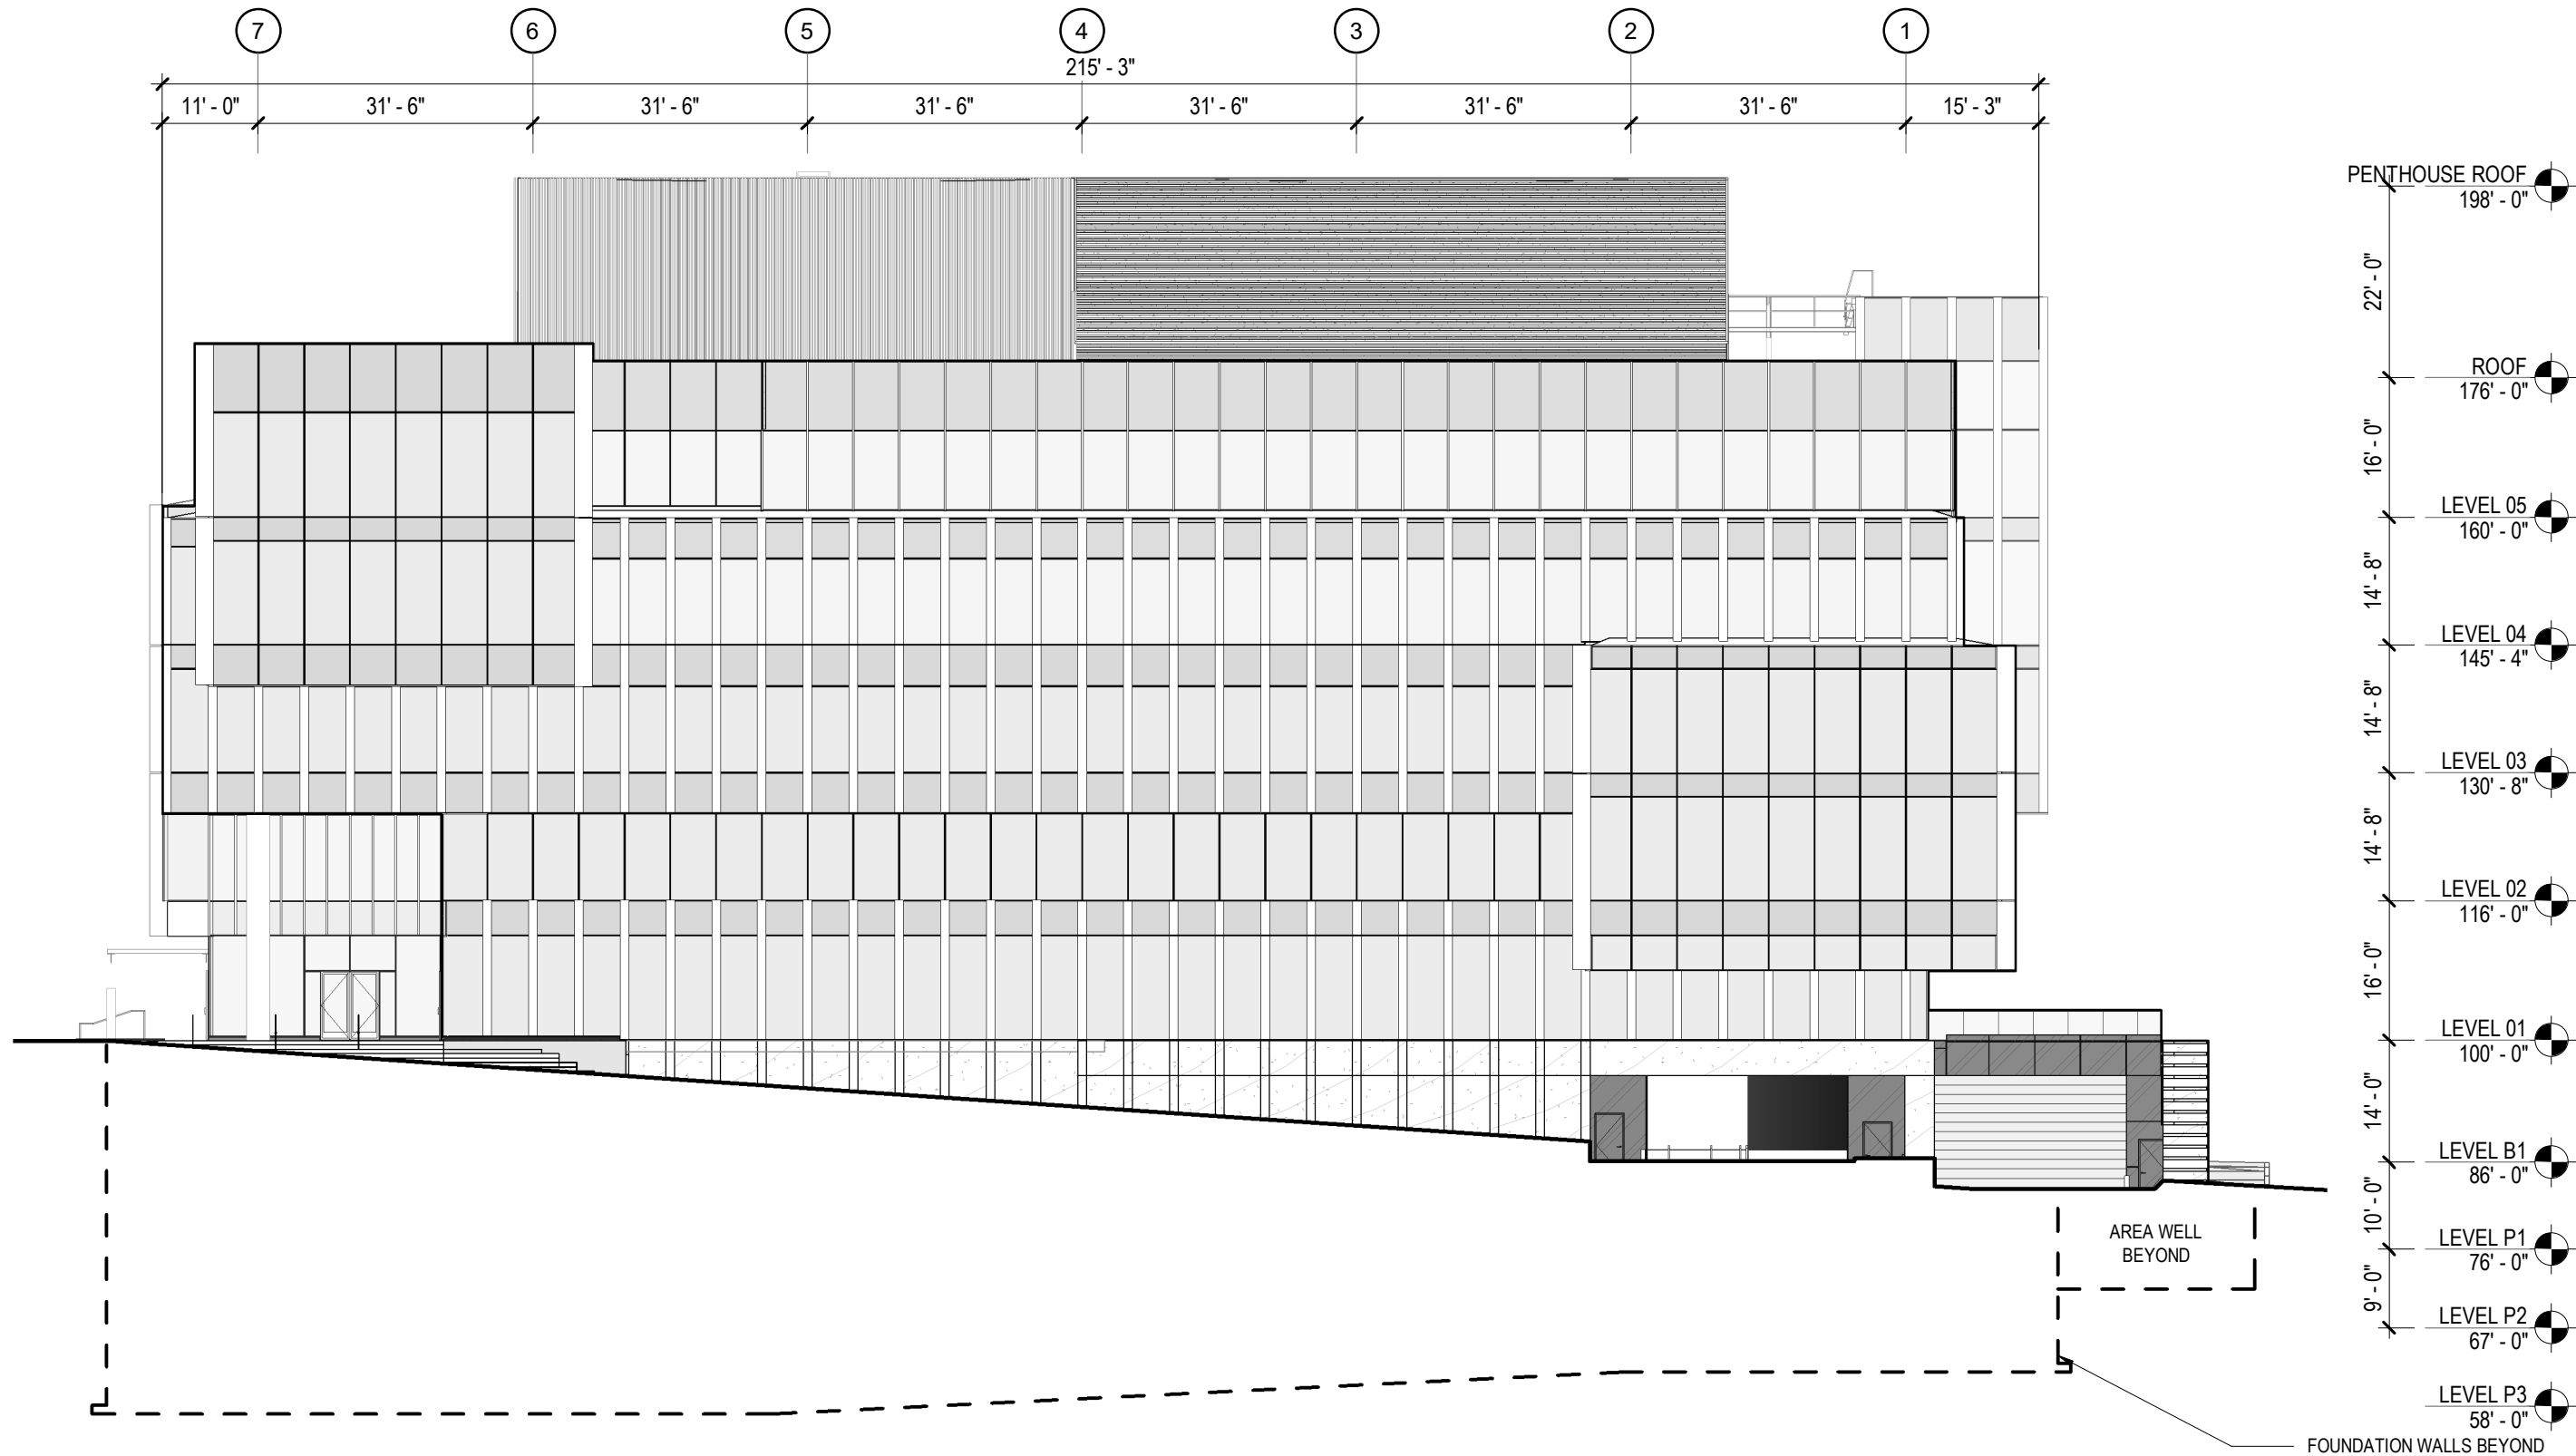 7 6 5 4 3 2 1
215' - 3"
11' - 0" 31' - 6" 31' - 6" 31' - 6" 31' - 6" 31' - 6" 31' - 6" 15' - 3"
PENTHOUSE ROOF
198' - 0"
22' - 0"
ROOF
176' - 0"
16' - 0"
LEVEL 05
160' - 0"
14' - 8"
LEVEL 04
145' - 4"
14' - 8"
LEVEL 03
130' - 8"
14' - 8"
LEVEL 02
116' - 0"
16' - 0"
LEVEL 01
100' - 0"
14' - 0"
LEVEL B1
86' - 0"
10' - 0"
AREA WELL
BEYOND
LEVEL P1
76' - 0"
9' - 0"
LEVEL P2
67' - 0"
LEVEL P3
58' - 0"
FOUNDATION WALLS BEYOND